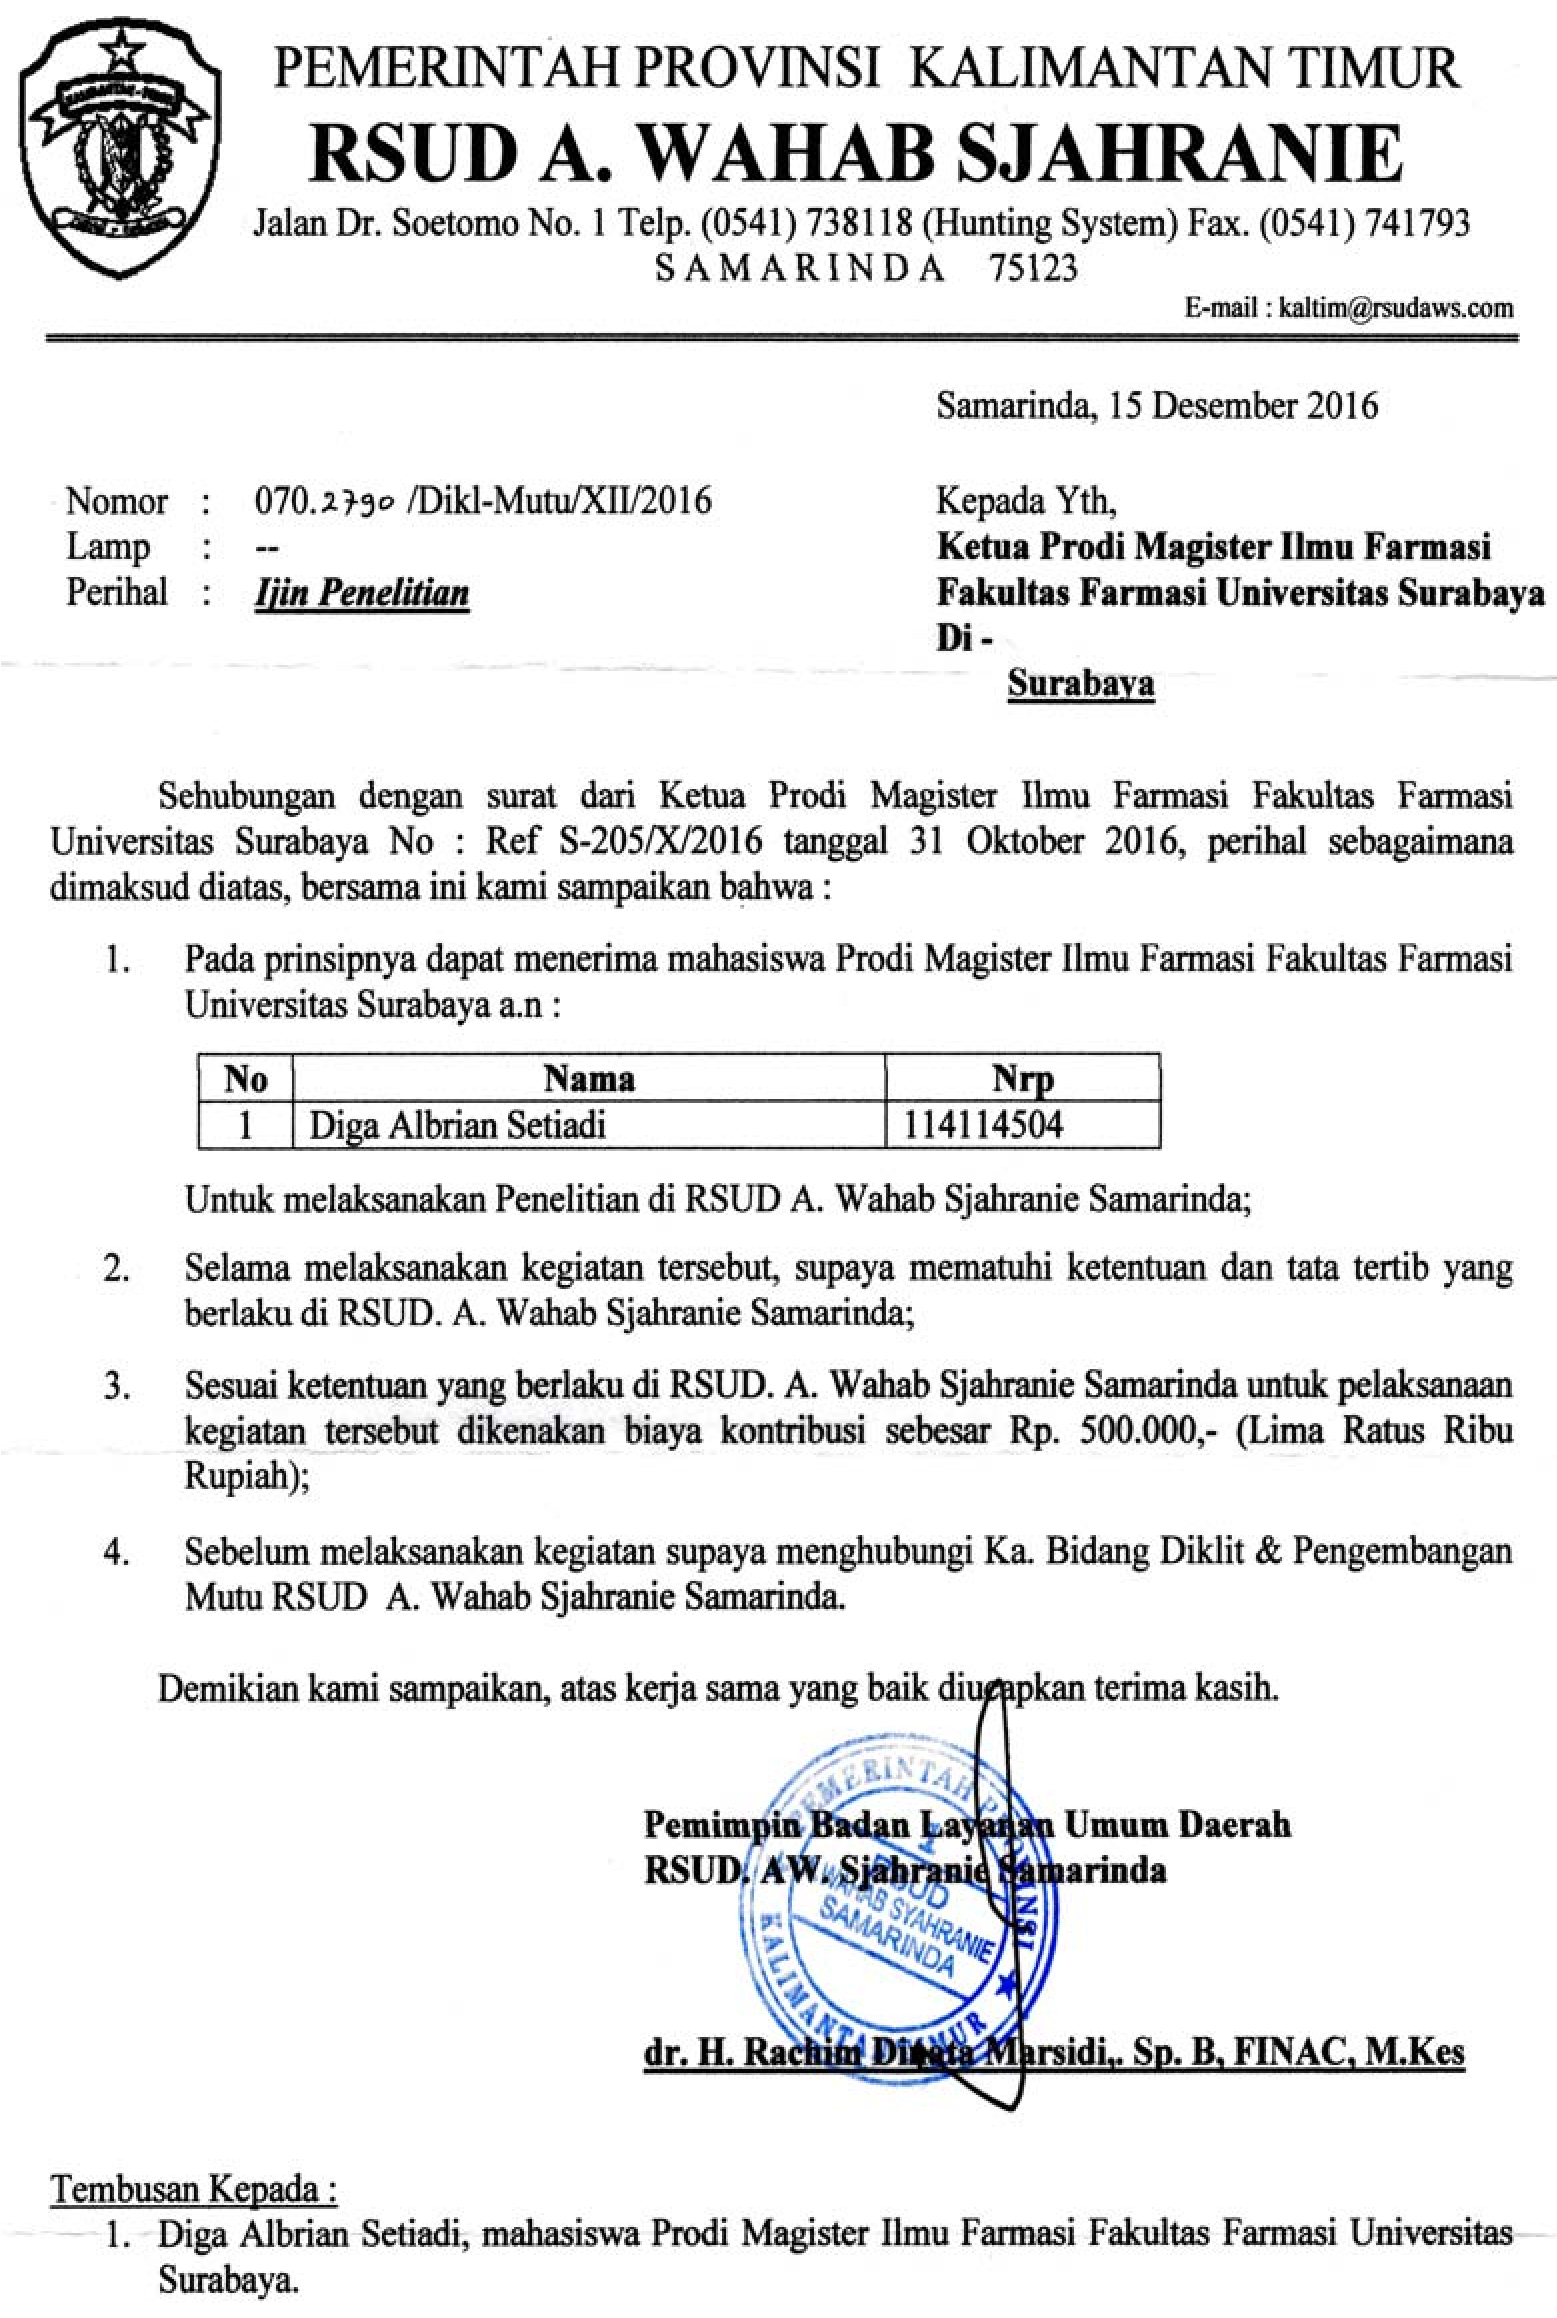 PEMERINTAH PROVINSI KALIMANTAN TIMUR
RSUD A. WAHAB SJAHRANIE
Jalan Dr. Soetomo No. 1 Telp. (0541) 738118 (Hunting System) Fax. (0541) 741793
SAMARINDA 75123
E-mail : kaltim@rsudaws.com
Samarinda, 15 Desember 2016
Nomor : 070.2790 /Dikl-Mutu/XII/2016
Lamp : --
Perihal : Ijin Penelitian
Kepada Yth,
Ketua Prodi Magister Ilmu Farmasi
Fakultas Farmasi Universitas Surabaya
Di -
Surabaya
Sehubungan dengan surat dari Ketua Prodi Magister Ilmu Farmasi Fakultas Farmasi
Universitas Surabaya No : Ref S-205/X/2016 tanggal 31 Oktober 2016, perihal sebagaimana
dimaksud diatas, bersama ini kami sampaikan bahwa :
1. Pada prinsipnya dapat menerima mahasiswa Prodi Magister Ilmu Farmasi Fakultas Farmasi
Universitas Surabaya a.n :
No Nama Nrp
1 Diga Albrian Setiadi 114114504
Untuk melaksanakan Penelitian di RSUD A. Wahab Sjahranie Samarinda;
2. Selama melaksanakan kegiatan tersebut, supaya mematuhi ketentuan dan tata tertib yang
berlaku di RSUD. A. Wahab Sjahranie Samarinda;
3. Sesuai ketentuan yang berlaku di RSUD. A. Wahab Sjahranie Samarinda untuk pelaksanaan
kegiatan tersebut dikenakan biaya kontribusi sebesar Rp. 500.000,- (Lima Ratus Ribu
Rupiah);
4. Sebelum melaksanakan kegiatan supaya menghubungi Ka. Bidang Diklit & Pengembangan
Mutu RSUD A. Wahab Sjahranie Samarinda.
Demikian kami sampaikan, atas kerja sama yang baik diucapkan terima kasih.
Pemimpin Badan Layanan Umum Daerah
RSUD. AW. Sjahranie Samarinda
PEMERINTAH PROVINSI
1
RSUD
A. WAHAB SYAHRANIE
SAMARINDA
KALIMANTAN TIMUR
dr. H. Rachim Dinata Marsidi,. Sp. B, FINAC, M.Kes
Tembusan Kepada :
1. Diga Albrian Setiadi, mahasiswa Prodi Magister Ilmu Farmasi Fakultas Farmasi Universitas
Surabaya.